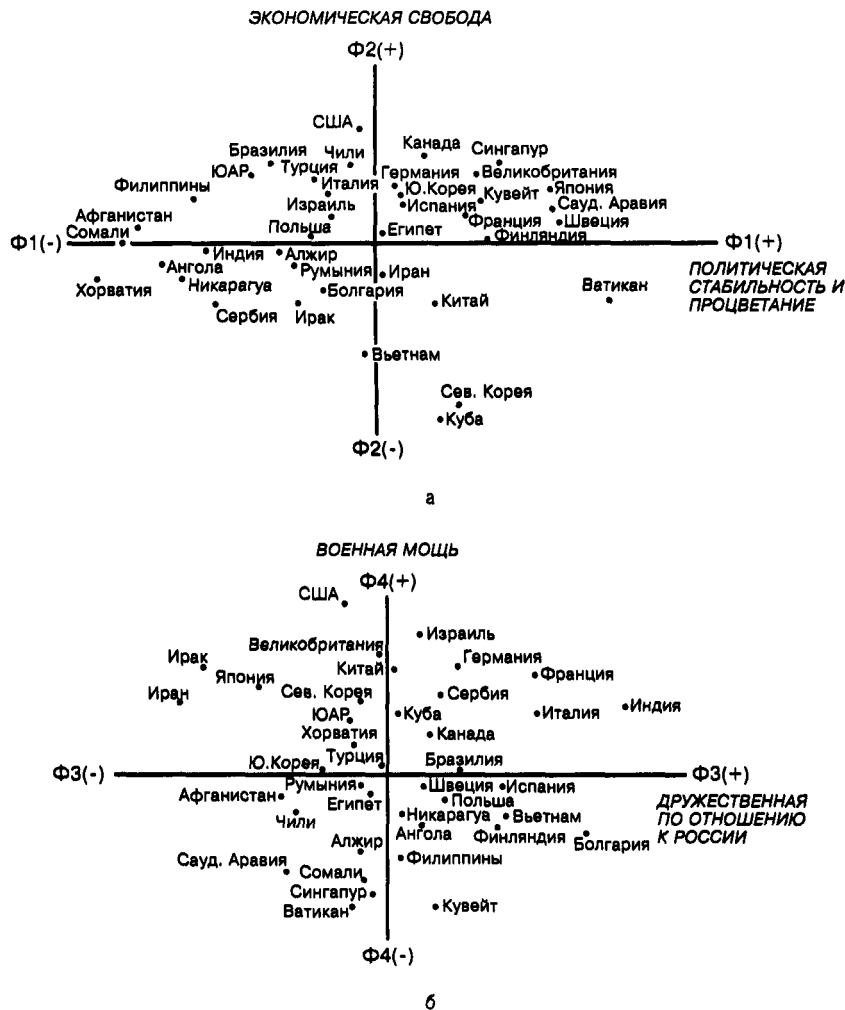 ЭКОНОМИЧЕСКАЯ СВОБОДА
Ф2(+)
США
Канада
Бразилия
Чили
Сингапур
ЮАР
Турция
Германия
Великобритания
Филиппины
Италия
Ю.Корея
Кувейт
Япония
Израиль
Испания
Сауд. Аравия
Афганистан
Польша
Франция
Швеция
Сомали
Египет
Финляндия
Ф1(-)
Ф1(+)
Индия
Алжир
ПОЛИТИЧЕСКАЯ
СТАБИЛЬНОСТЬ И
ПРОЦВЕТАНИЕ
Ангола
Румыния
Иран
Хорватия
Никарагуа
Болгария
Ватикан
Сербия
Ирак
Китай
Вьетнам
Сев. Корея
Куба
Ф2(-)
а
ВОЕННАЯ МОЩЬ
Ф4(+)
США
Израиль
Великобритания
Ирак
Китай
Германия
Япония
Франция
Иран
Сев. Корея
Сербия
Индия
ЮАР
Куба
Италия
Хорватия
Канада
Турция
Бразилия
Ю.Корея
Ф3(-)
Ф3(+)
Румыния
Швеция
Испания
Афганистан
Египет
Польша
ДРУЖЕСТВЕННАЯ
ПО ОТНОШЕНИЮ
К РОССИИ
Чили
Никарагуа
Вьетнам
Ангола
Финляндия
Болгария
Алжир
Сауд. Аравия
Филиппины
Сомали
Сингапур
Ватикан
Кувейт
Ф4(-)
б